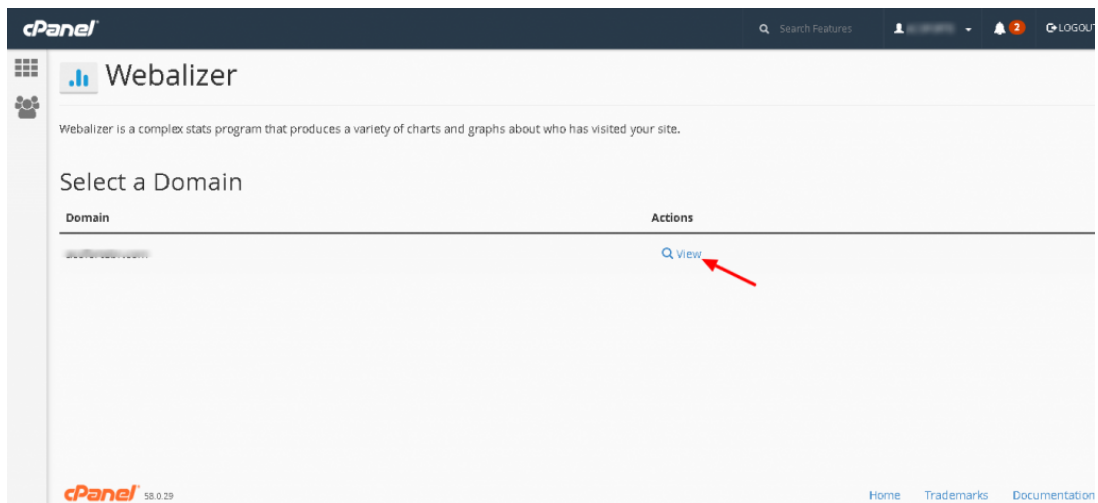 cPanel
Search Features
2
LOGOUT
Webalizer
Webalizer is a complex stats program that produces a variety of charts and graphs about who has visited your site.
Select a Domain
Domain Actions
View
cPanel 58.0.29 Home Trademarks Documentation